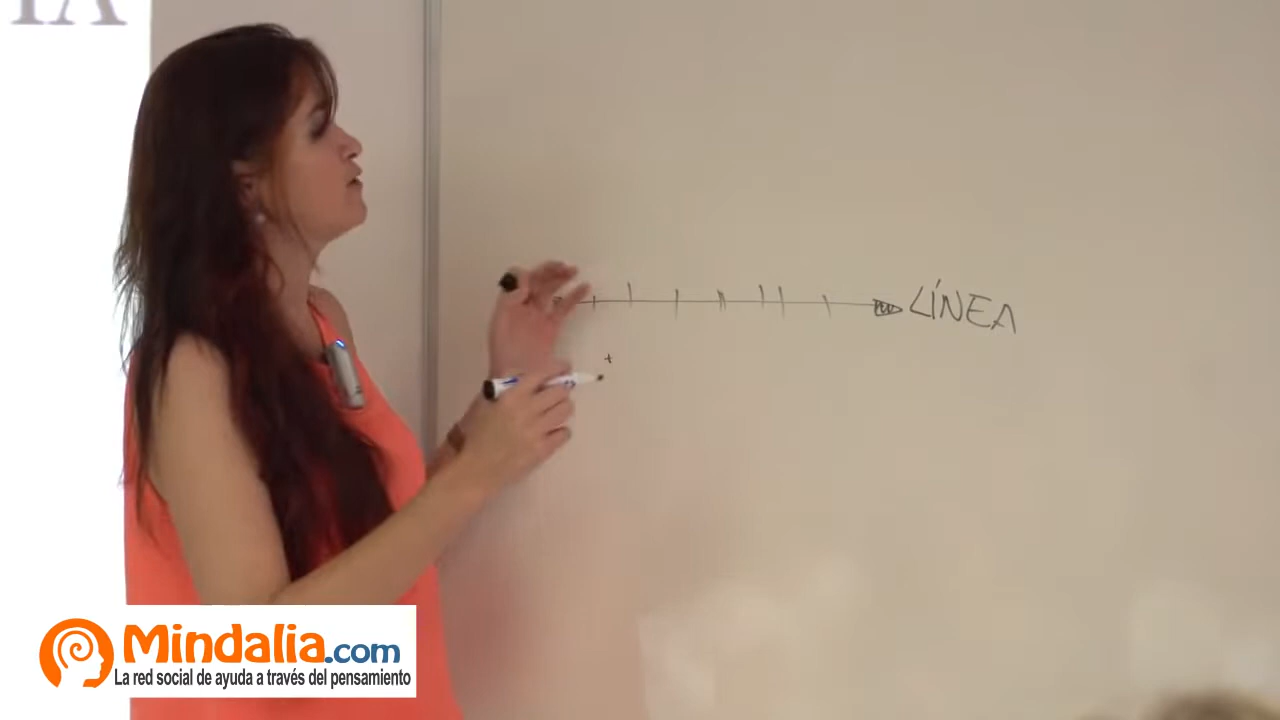 LÍNEA
Mindalia.com
La red social de ayuda a través del pensamiento